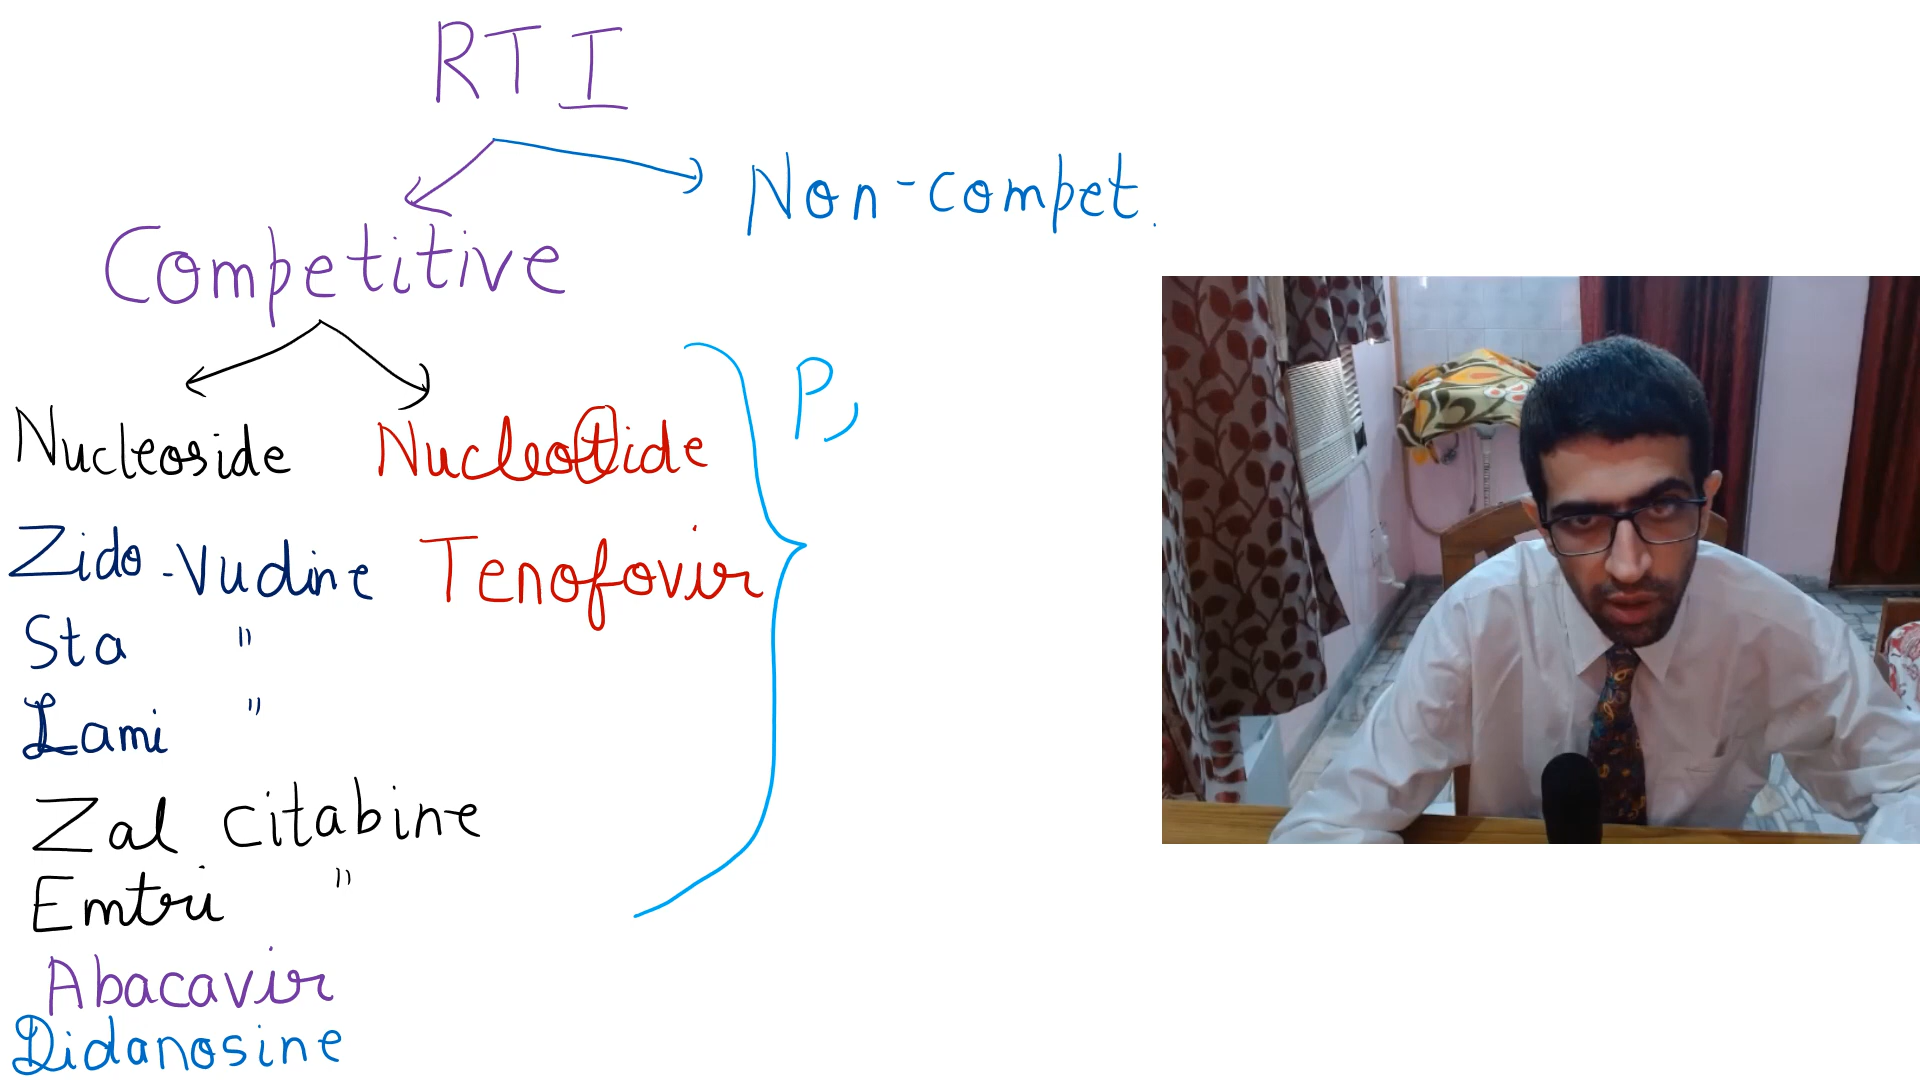 RTI
Non-compet.
Competitive
Nucleoside Nucleotide
P,
Zido-Vudine Tenofovir
Sta "
Lami "
Zal citabine
Emtri "
Abacavir
Didanosine